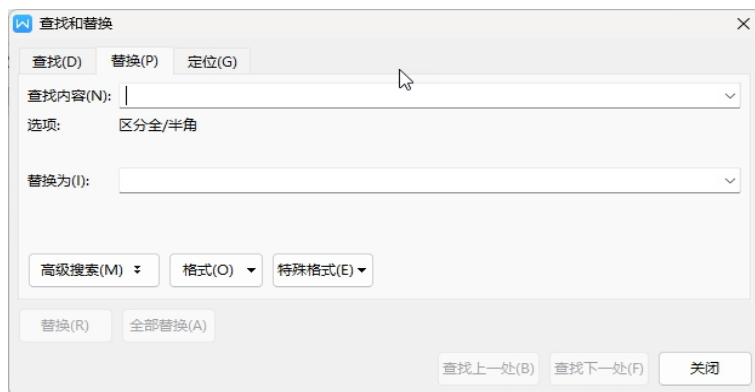 查找和替换
查找(D) 替换(P) 定位(G)
查找内容(N):
选项: 区分全/半角
替换为(I):
高级搜索(M) 格式(O) 特殊格式(E)
替换(R) 全部替换(A)
查找上一处(B) 查找下一处(F) 关闭